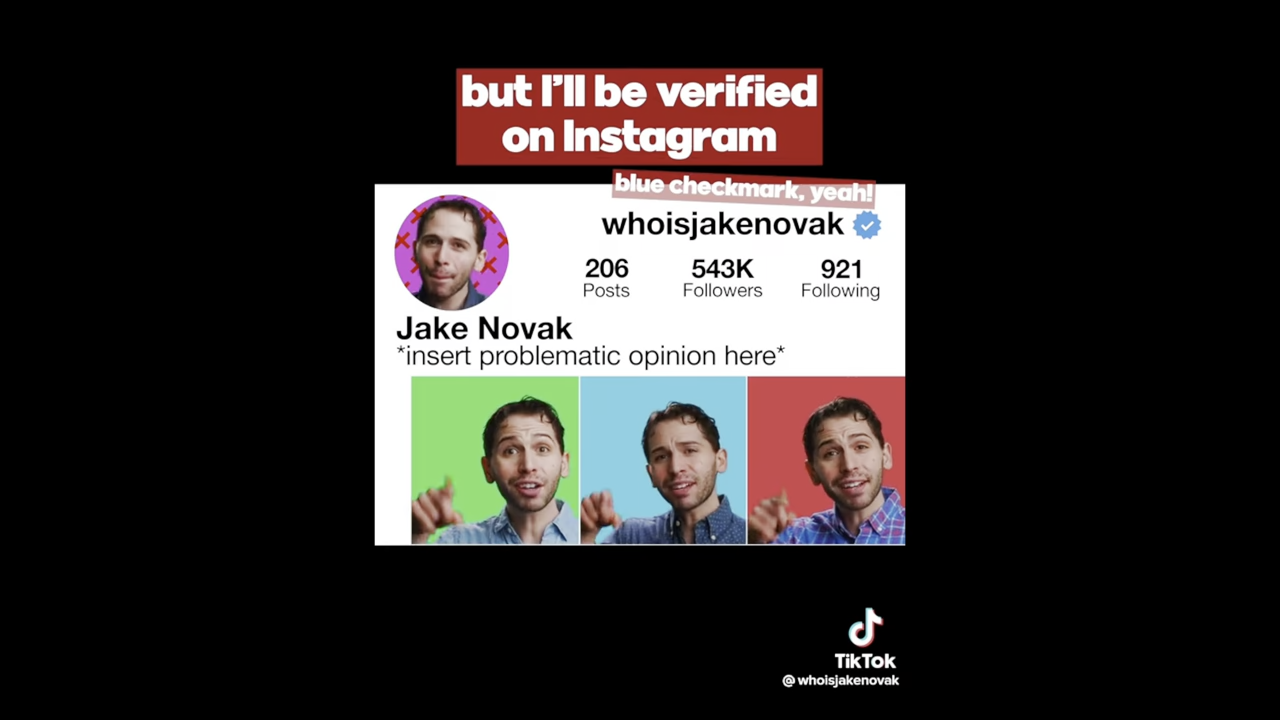 but I'll be verified
on Instagram
blue checkmark, yeah!
whoisjakenovak
206
543K
921
Posts
Followers
Following
Jake Novak
*insert problematic opinion here*
TikTok
@ whoisjakenovak